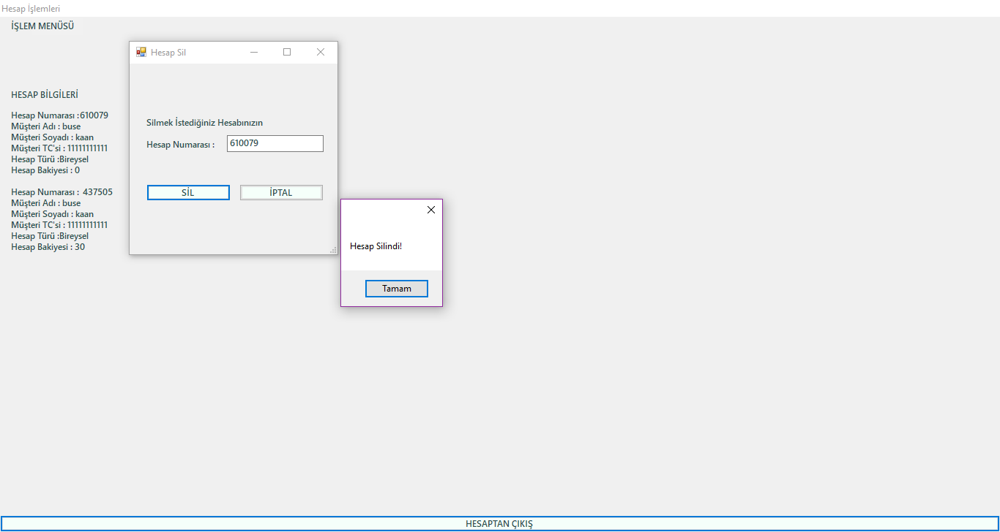 Hesap İşlemleri
İŞLEM MENÜSÜ
Hesap Sil
HESAP BİLGİLERİ
Hesap Numarası :610079
Müşteri Adı : buse
Müşteri Soyadı : kaan
Müşteri TC'si : 11111111111
Hesap Türü :Bireysel
Hesap Bakiyesi : 0
Hesap Numarası :  437505
Müşteri Adı : buse
Müşteri Soyadı : kaan
Müşteri TC'si : 11111111111
Hesap Türü :Bireysel
Hesap Bakiyesi : 30
Silmek İstediğiniz Hesabınızın
Hesap Numarası : 610079
SİL İPTAL
Hesap Silindi!
Tamam
HESAPTAN ÇIKIŞ